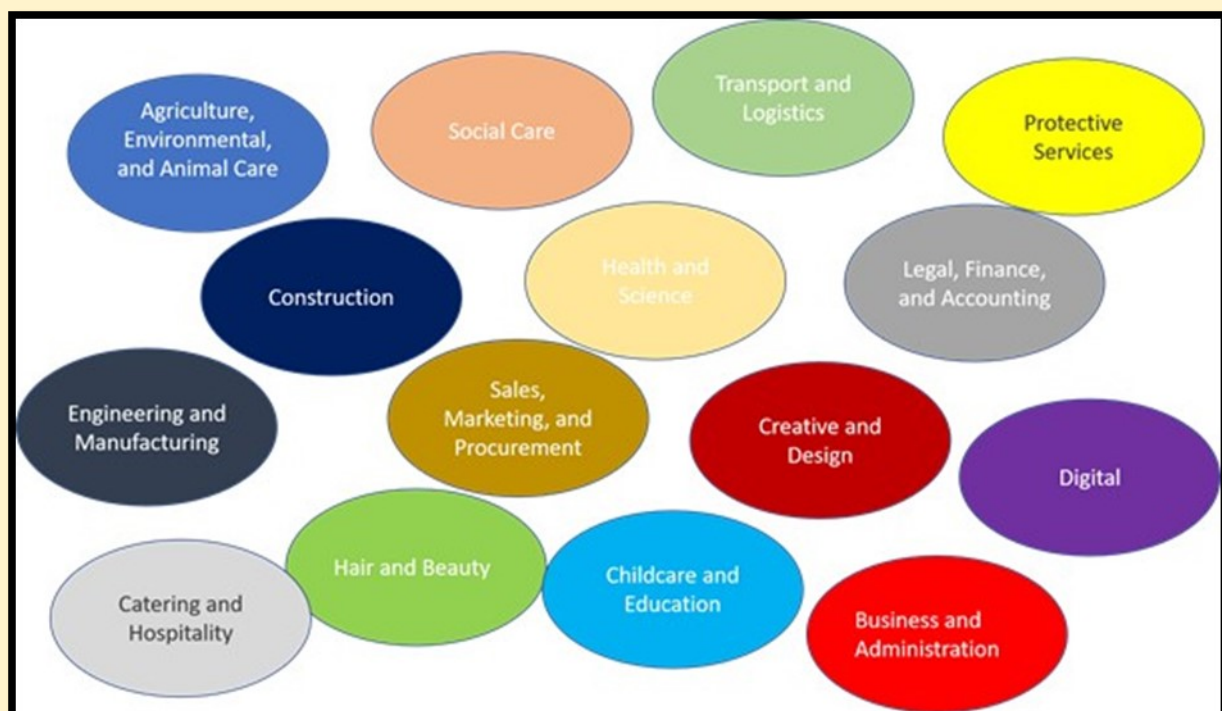 Agriculture,
Environmental,
and Animal Care
Social Care
Transport and
Logistics
Protective
Services
Construction
Health and
Science
Legal, Finance,
and Accounting
Engineering and
Manufacturing
Sales,
Marketing, and
Procurement
Creative and
Design
Digital
Catering and
Hospitality
Hair and Beauty
Childcare and
Education
Business and
Administration